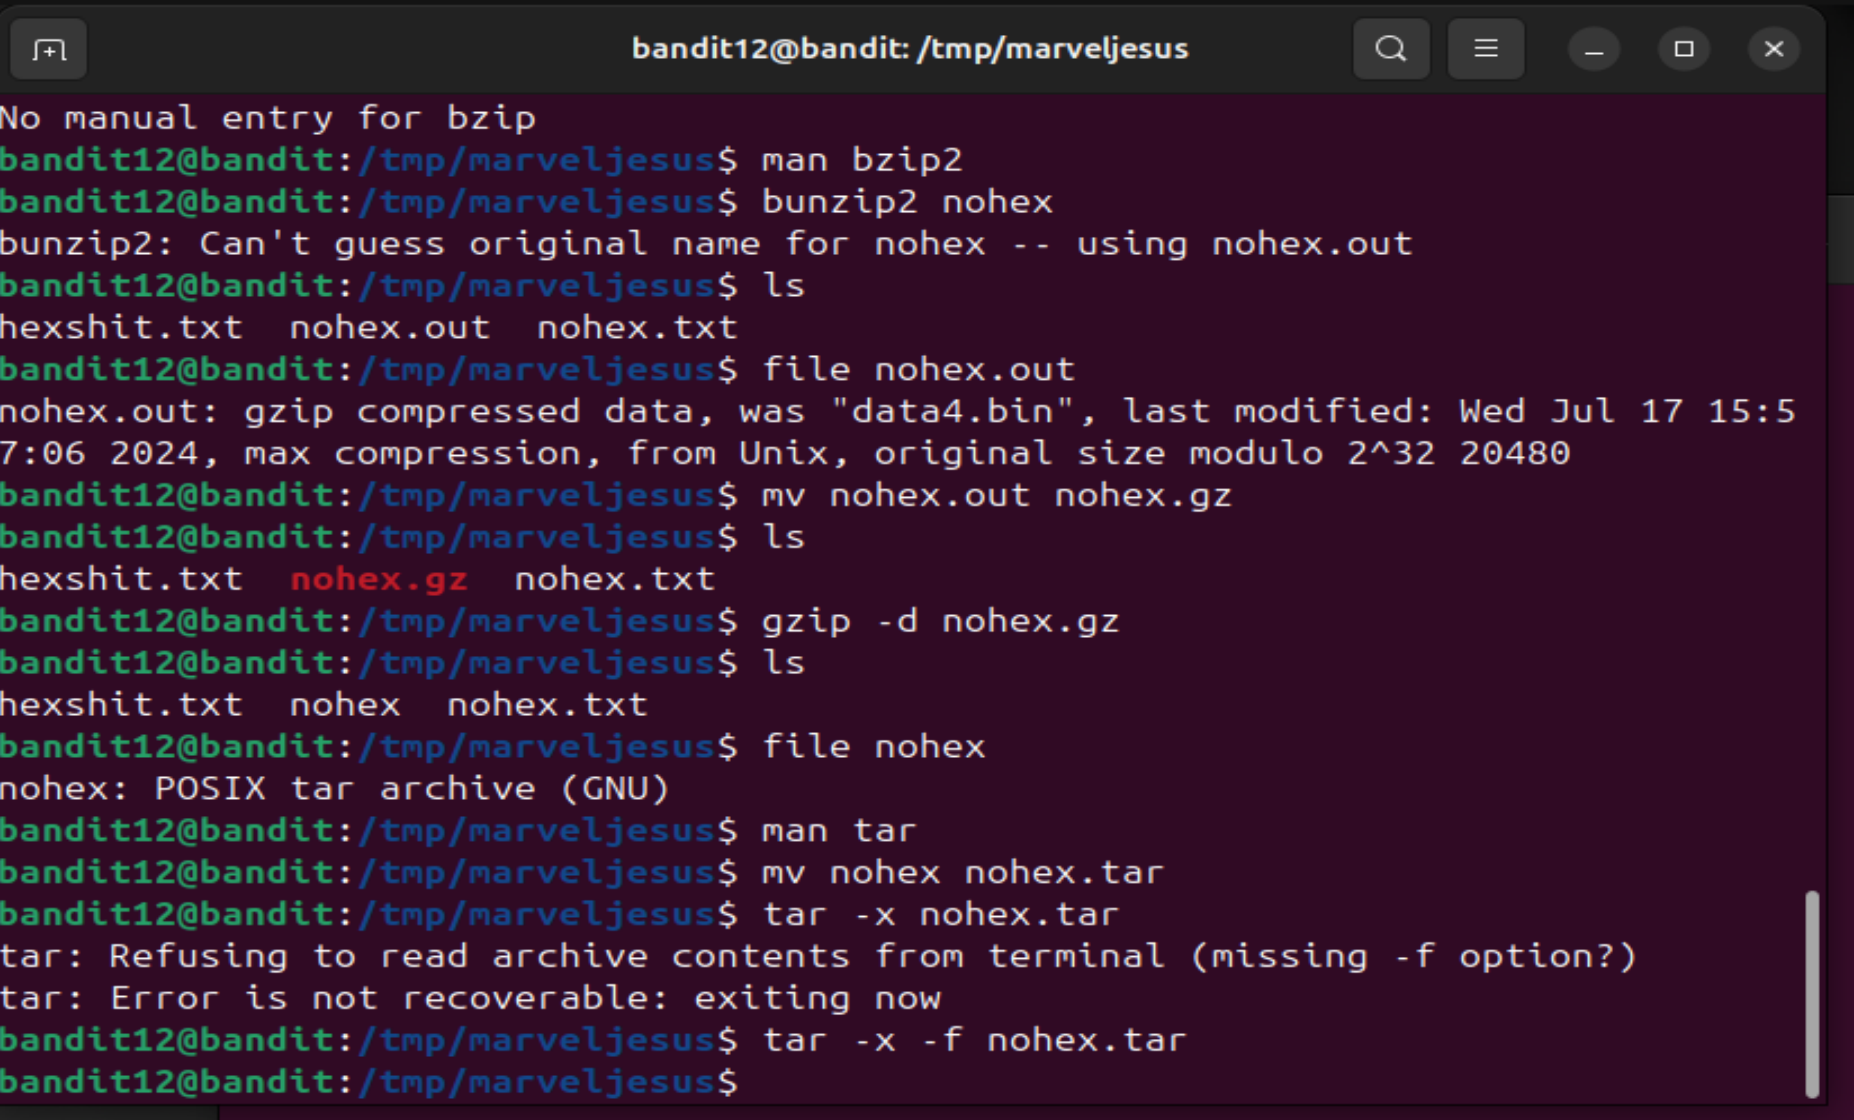 bandit12@bandit: /tmp/marveljesus
No manual entry for bzip
bandit12@bandit:/tmp/marveljesus$ man bzip2
bandit12@bandit:/tmp/marveljesus$ bunzip2 nohex
bunzip2: Can't guess original name for nohex -- using nohex.out
bandit12@bandit:/tmp/marveljesus$ ls
hexshit.txt  nohex.out  nohex.txt
bandit12@bandit:/tmp/marveljesus$ file nohex.out
nohex.out: gzip compressed data, was "data4.bin", last modified: Wed Jul 17 15:5
7:06 2024, max compression, from Unix, original size modulo 2^32 20480
bandit12@bandit:/tmp/marveljesus$ mv nohex.out nohex.gz
bandit12@bandit:/tmp/marveljesus$ ls
hexshit.txt  nohex.gz  nohex.txt
bandit12@bandit:/tmp/marveljesus$ gzip -d nohex.gz
bandit12@bandit:/tmp/marveljesus$ ls
hexshit.txt  nohex  nohex.txt
bandit12@bandit:/tmp/marveljesus$ file nohex
nohex: POSIX tar archive (GNU)
bandit12@bandit:/tmp/marveljesus$ man tar
bandit12@bandit:/tmp/marveljesus$ mv nohex nohex.tar
bandit12@bandit:/tmp/marveljesus$ tar -x nohex.tar
tar: Refusing to read archive contents from terminal (missing -f option?)
tar: Error is not recoverable: exiting now
bandit12@bandit:/tmp/marveljesus$ tar -x -f nohex.tar
bandit12@bandit:/tmp/marveljesus$